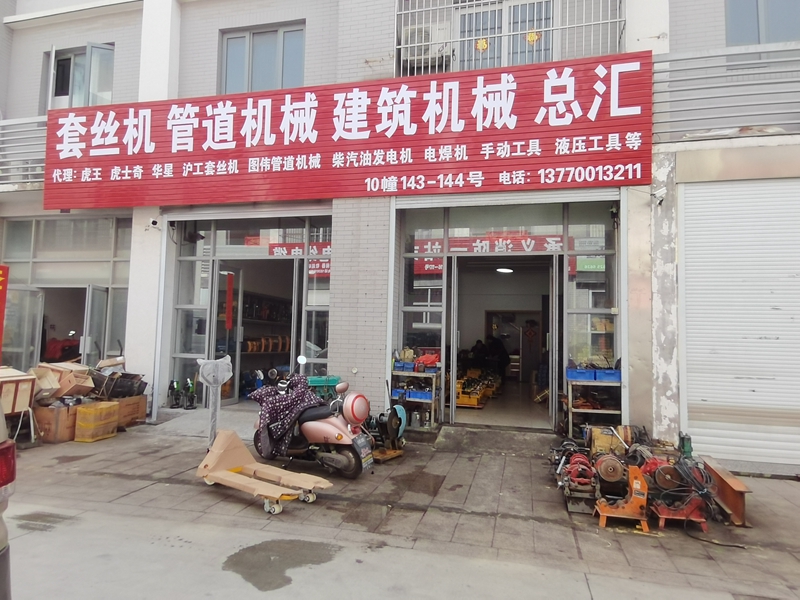 套丝机 管道机械 建筑机械 总汇
代理：虎王 虎士奇 华星 沪工套丝机 图伟管道机械 柴汽油发电机 电焊机 手动工具 液压工具等
10幢143-144号 电话：13770013211